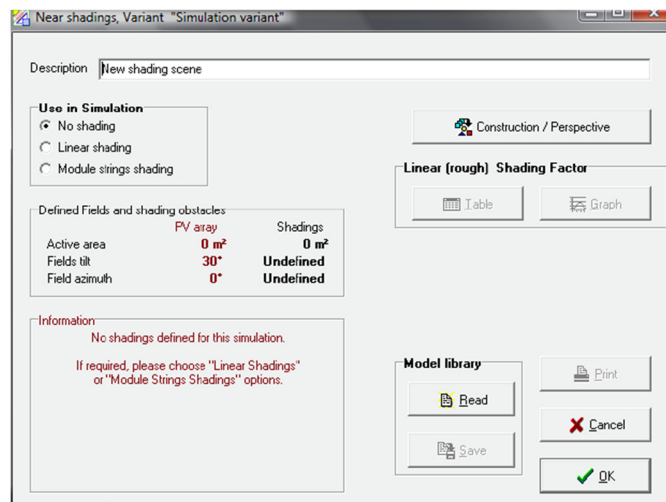 Near shadings, Variant "Simulation variant"
Description New shading scene
Use in Simulation
No shading
Linear shading
Module strings shading
Construction / Perspective
Linear (rough) Shading Factor
Table Graph
Defined Fields and shading obstacles
PV array Shadings
Active area 0 m² 0 m²
Fields tilt 30° Undefined
Field azimuth 0° Undefined
Information
No shadings defined for this simulation.
If required, please choose "Linear Shadings"
or "Module Strings Shadings" options.
Model library
Read
Save
Print
Cancel
OK